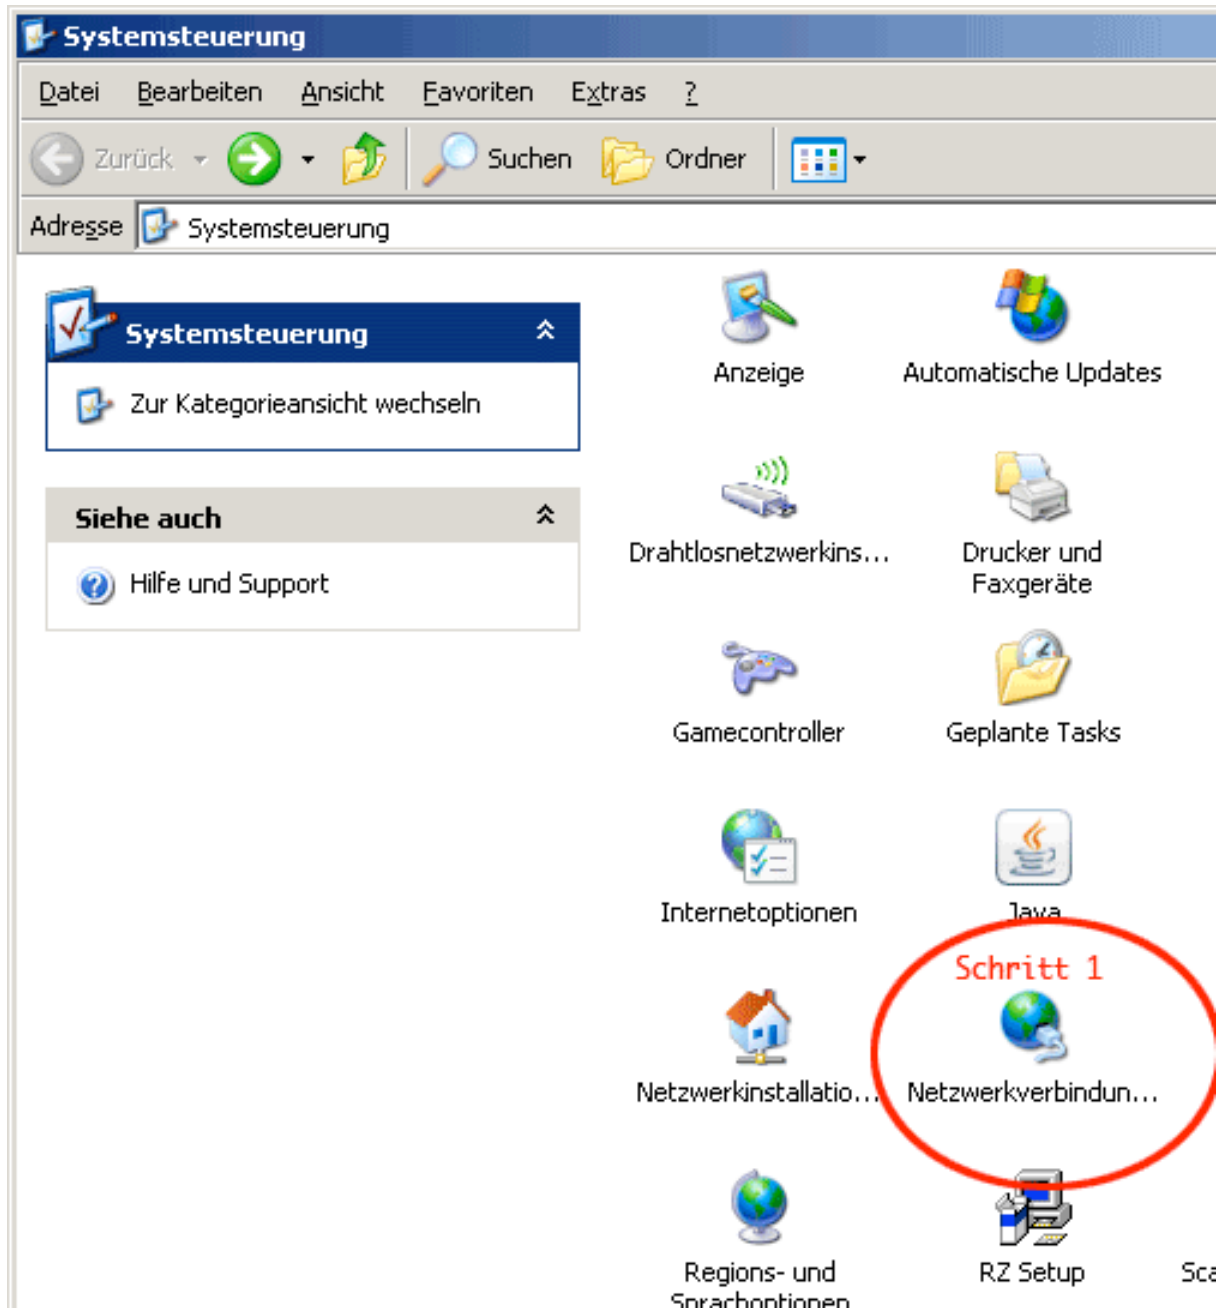 Systemsteuerung
Datei Bearbeiten Ansicht Favoriten Extras ?
Zurück Suchen Ordner
Adresse Systemsteuerung
Systemsteuerung
Zur Kategorieansicht wechseln
Siehe auch
Hilfe und Support
Anzeige Automatische Updates
Drahtlosnetzwerkins... Drucker und
Faxgeräte
Gamecontroller Geplante Tasks
Internetoptionen Java
Schritt 1
Netzwerkinstallatio... Netzwerkverbindun...
Regions- und RZ Setup Sca
Sprachoptionen